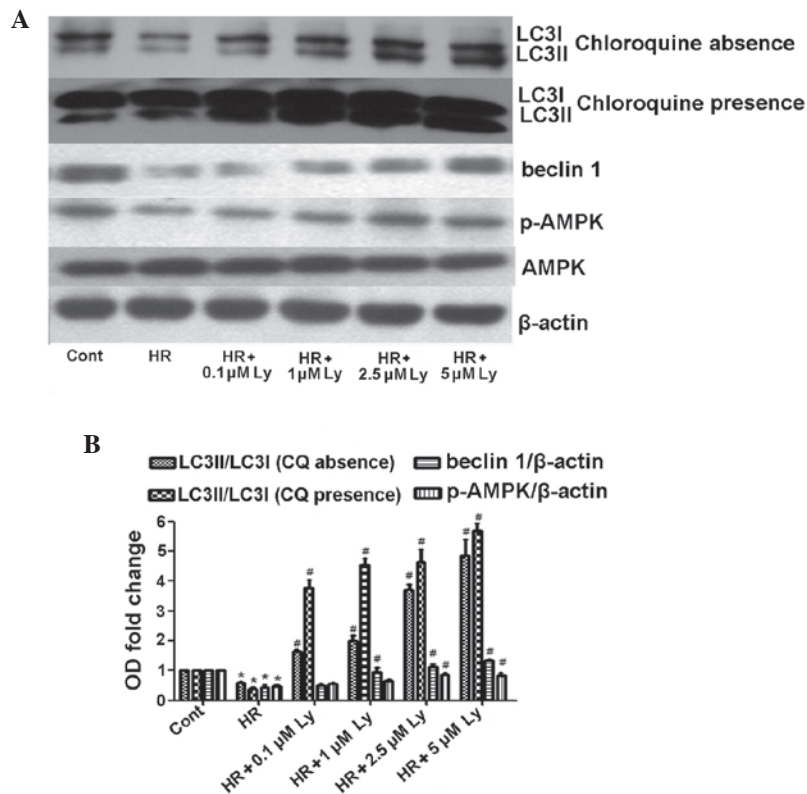 A
LC3I
LC3II
Chloroquine absence
LC3I
LC3II
Chloroquine presence
beclin 1
p-AMPK
AMPK
β-actin
Cont HR HR+ HR+ HR+ HR+
0.1µM Ly 1µM Ly 2.5µM Ly 5µM Ly
B
LC3II/LC3I (CQ absence) beclin 1/β-actin
LC3II/LC3I (CQ presence) p-AMPK/β-actin
OD fold change
6
5
4
3
2
1
0
* * * *
# #
# # #
# # # #
# # # #
Cont
HR
HR+0.1 µM Ly
HR+1 µM Ly
HR+2.5 µM Ly
HR+5 µM Ly